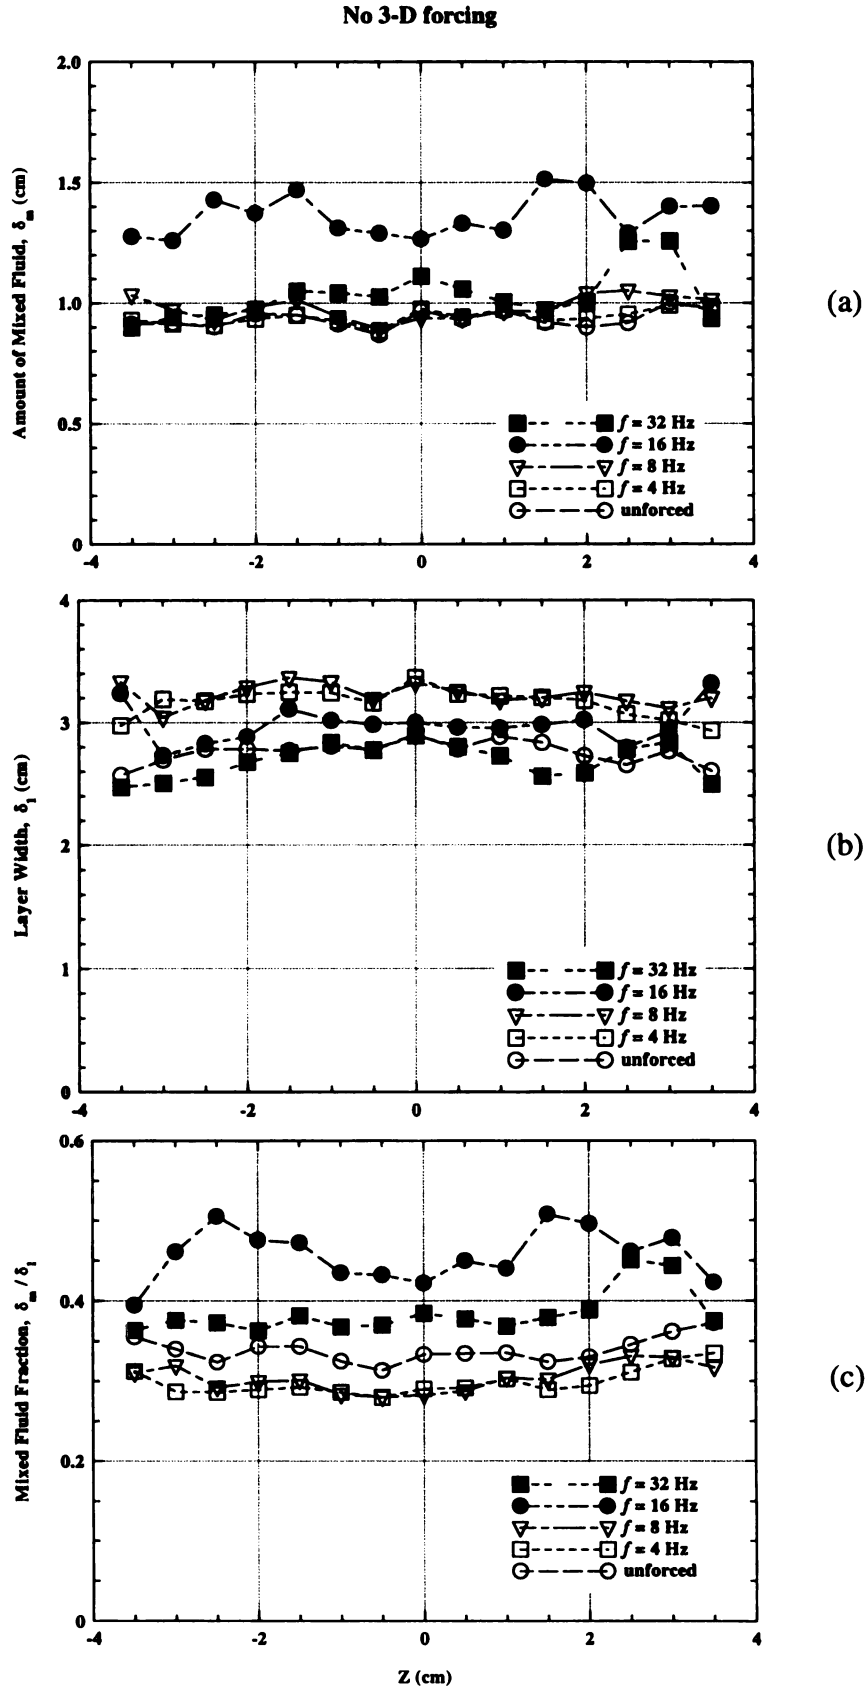 No 3-D forcing
2.0
1.5
1.0
0.5
0
Amount of Mixed Fluid, δm (cm)
(a)
f = 32 Hz
f = 16 Hz
f = 8 Hz
f = 4 Hz
unforced
-4 -2 0 2 4
4
3
2
1
0
Layer Width, δ1 (cm)
(b)
f = 32 Hz
f = 16 Hz
f = 8 Hz
f = 4 Hz
unforced
-4 -2 0 2 4
0.6
0.4
0.2
0
Mixed Fluid Fraction, δm / δ1
(c)
f = 32 Hz
f = 16 Hz
f = 8 Hz
f = 4 Hz
unforced
-4 -2 0 2 4
Z (cm)